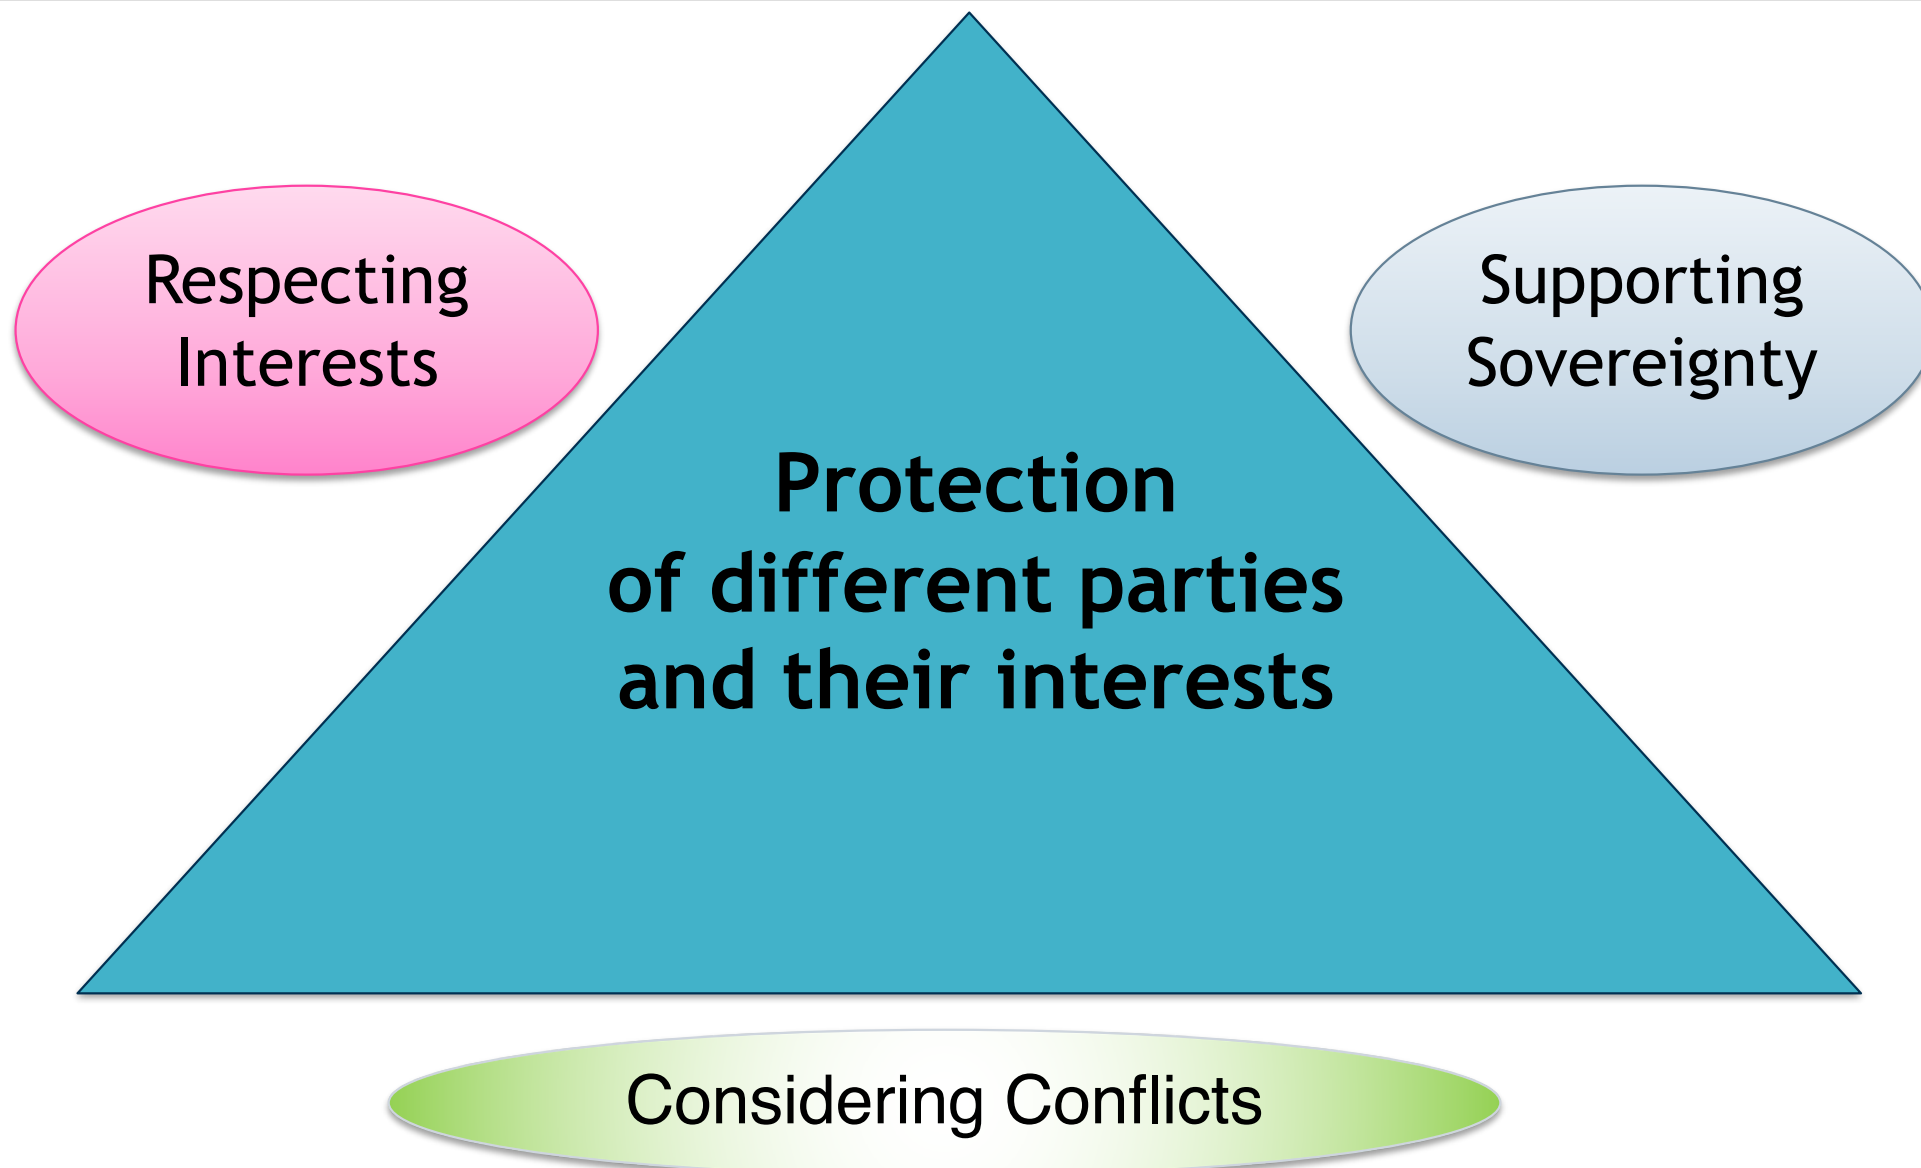 Respecting
Interests
Supporting
Sovereignty
Protection
of different parties
and their interests
Considering Conflicts